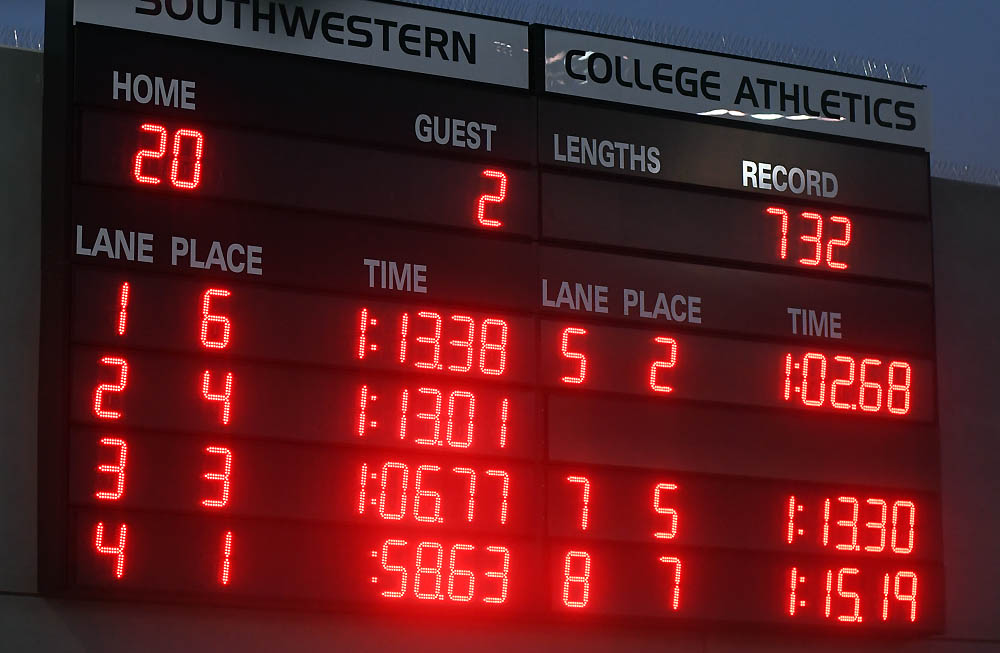 SOUTHWESTERN COLLEGE ATHLETICS
HOME GUEST LENGTHS RECORD
20 2 732
LANE PLACE TIME LANE PLACE TIME
1 6 1:13.38 5 2 1:02.68
2 4 1:13.01
3 3 1:06.77 7 5 1:13.30
4 1 :58.63 8 7 1:15.19